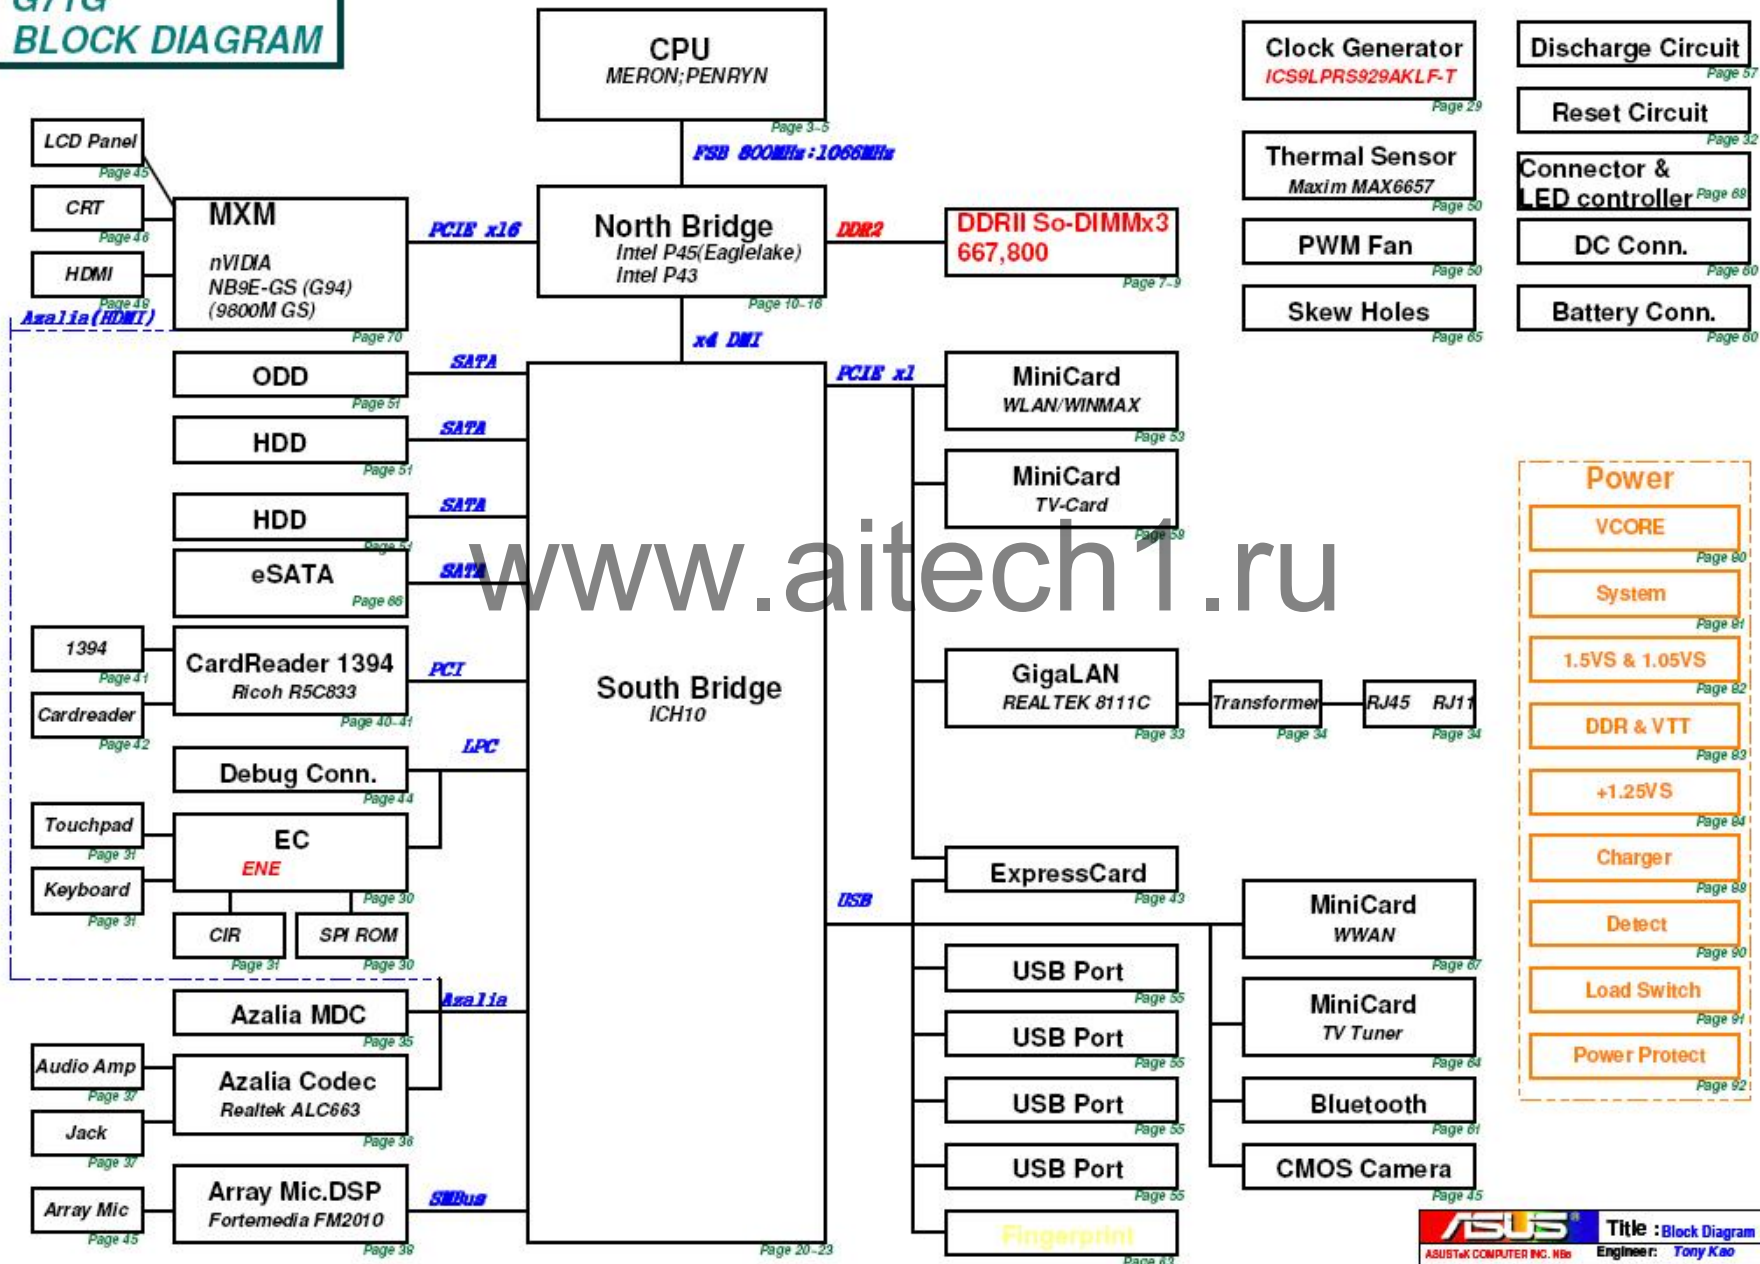 G71G
BLOCK DIAGRAM
CPU
MERON;PENRYN
Page 3-5
FSB 800MHz:1066MHz
Clock Generator
ICS9LPRS929AKLF-T
Page 29
Discharge Circuit
Page 57
Reset Circuit
Page 32
Thermal Sensor
Maxim MAX6657
Page 50
Connector &
LED controller
Page 68
PWM Fan
Page 50
DC Conn.
Page 60
Skew Holes
Page 65
Battery Conn.
Page 60
LCD Panel
Page 45
CRT
Page 46
HDMI
Page 48
Azalia(HDMI)
MXM
nVIDIA
NB9E-GS (G94)
(9800M GS)
Page 70
PCIE x16
North Bridge
Intel P45(Eaglelake)
Intel P43
Page 10-16
DDR2
DDRII So-DIMMx3
667,800
Page 7-9
x4 DMI
ODD
Page 51
SATA
HDD
Page 51
SATA
HDD
Page 51
SATA
eSATA
Page 66
SATA
www.aitech1.ru
1394
Page 41
Cardreader
Page 42
CardReader 1394
Ricoh R5C833
Page 40-41
PCI
South Bridge
ICH10
Page 20-23
LPC
Debug Conn.
Page 44
Touchpad
Page 31
Keyboard
Page 31
EC
ENE
Page 30
CIR
Page 31
SPI ROM
Page 30
Azalia MDC
Page 35
Azalia
Audio Amp
Page 37
Jack
Page 37
Azalia Codec
Realtek ALC663
Page 36
Array Mic
Page 45
Array Mic.DSP
Fortemedia FM2010
Page 38
SMBus
PCIE x1
MiniCard
WLAN/WINMAX
Page 53
MiniCard
TV-Card
Page 58
GigaLAN
REALTEK 8111C
Page 33
Transformer
Page 34
RJ45 RJ11
Page 34
ExpressCard
Page 43
USB
USB Port
Page 55
USB Port
Page 55
USB Port
Page 55
USB Port
Page 55
Fingerprint
Page 63
MiniCard
WWAN
Page 67
MiniCard
TV Tuner
Page 64
Bluetooth
Page 61
CMOS Camera
Page 45
Power
VCORE
Page 80
System
Page 81
1.5VS & 1.05VS
Page 82
DDR & VTT
Page 83
+1.25VS
Page 84
Charger
Page 88
Detect
Page 90
Load Switch
Page 91
Power Protect
Page 92
ASUS
ASUSTeK COMPUTER INC. NBs
Title : Block Diagram
Engineer: Tony Kao